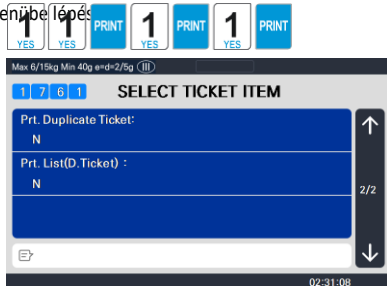 1 YES 1 YES PRINT 1 YES PRINT 1 YES PRINT
Max 6/15kg Min 40g e=d=2/5g (III)
1 7 6 1 SELECT TICKET ITEM
Prt. Duplicate Ticket:
N
Prt. List(D.Ticket) :
N
2/2
02:31:08